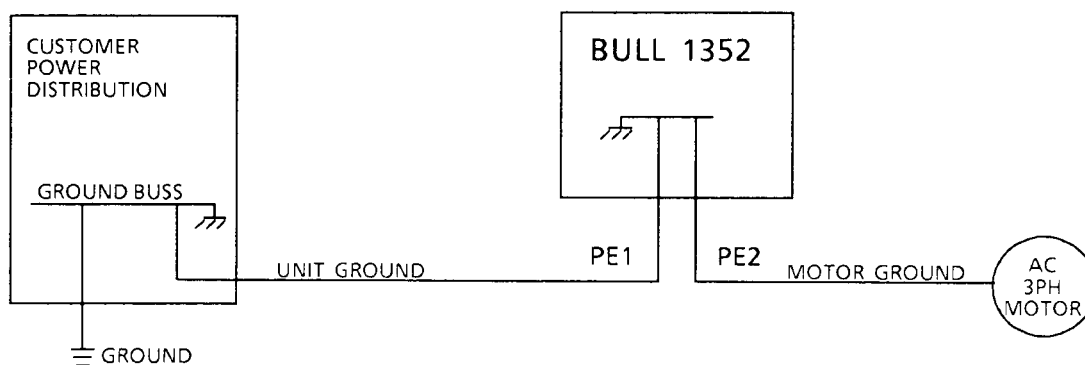 CUSTOMER
POWER
DISTRIBUTION
GROUND BUSS
GROUND
UNIT GROUND
BULL 1352
PE1
PE2
MOTOR GROUND
AC
3PH
MOTOR